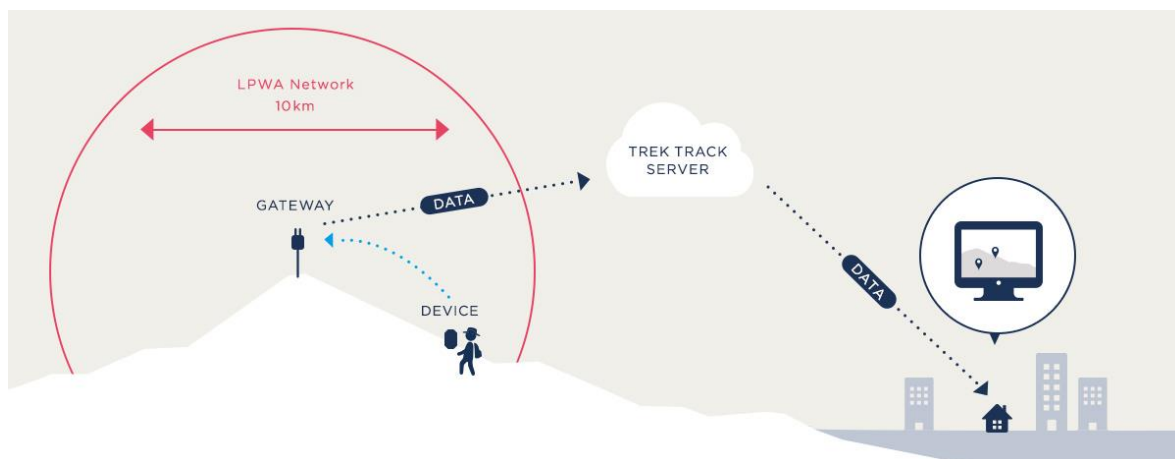 LPWA Network
10km
TREK TRACK
SERVER
DATA
GATEWAY
DATA
DEVICE